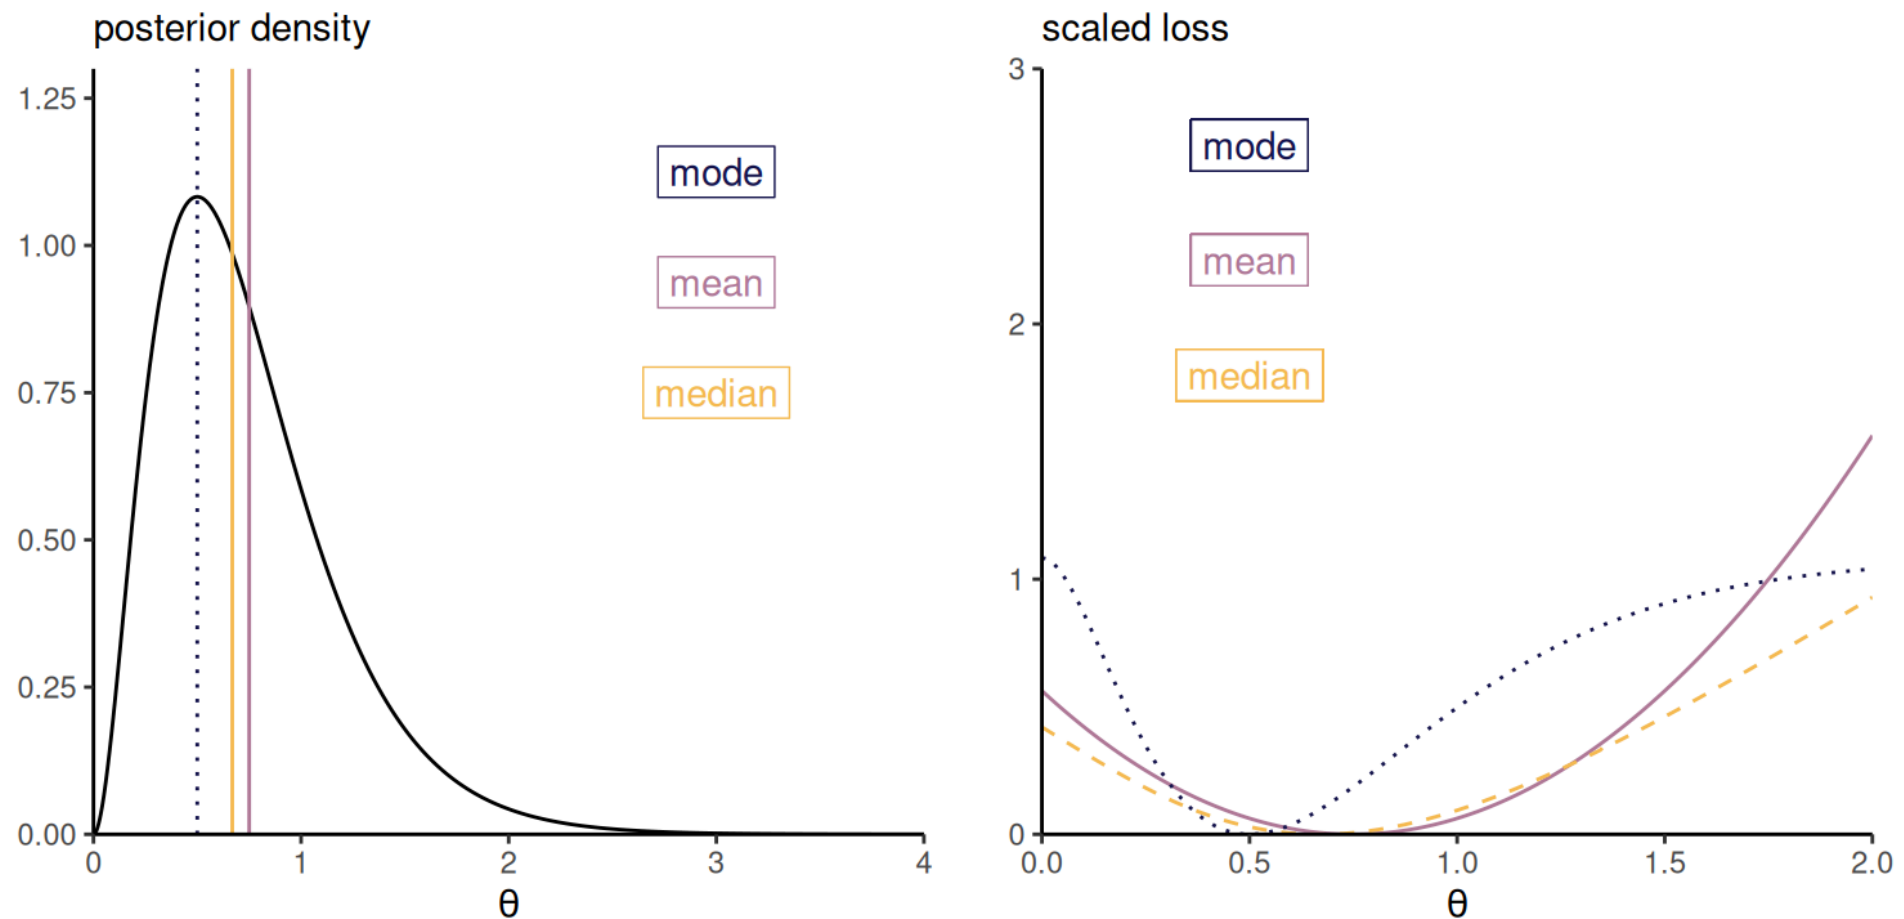 posterior density
1.25
1.00
0.75
0.50
0.25
0.00
mode
mean
median
0 1 2 3 4
θ
scaled loss
3
2
1
0
mode
mean
median
0.0 0.5 1.0 1.5 2.0
θ